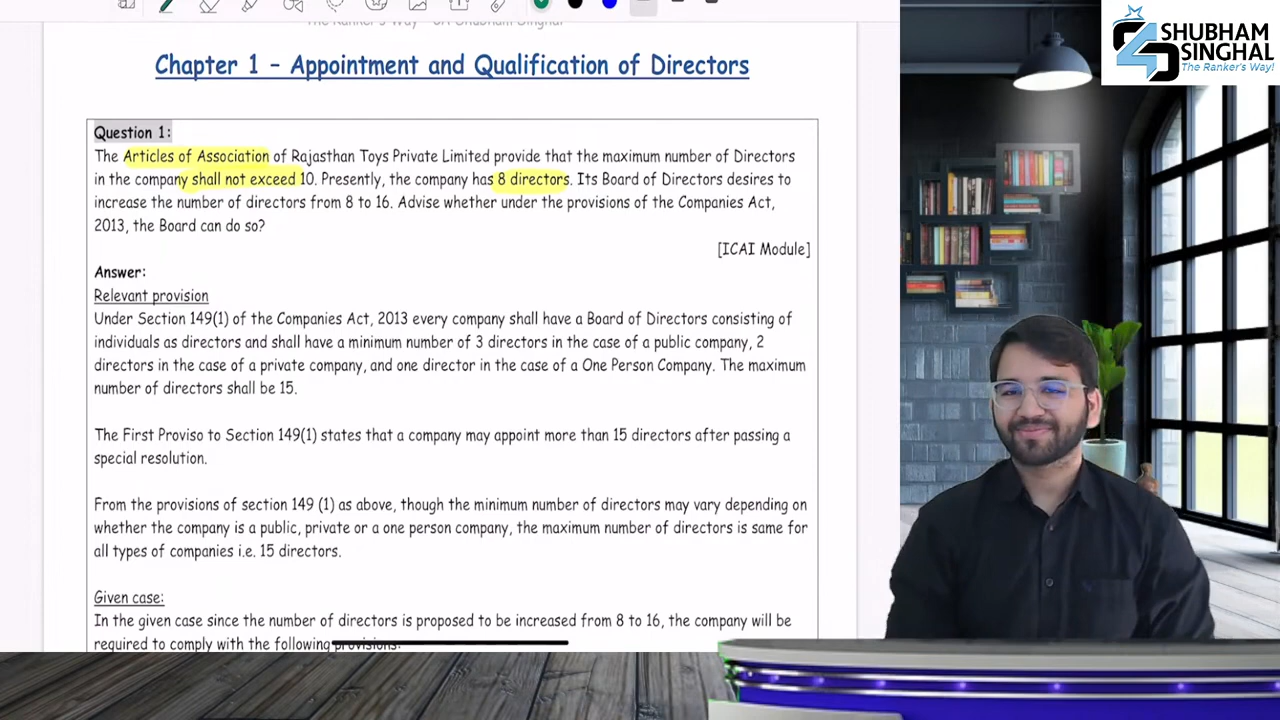 The Ranker's Way – CA Shubham Singhal
SHUBHAM
SINGHAL
The Ranker's Way!
Chapter 1 – Appointment and Qualification of Directors
Question 1:
The Articles of Association of Rajasthan Toys Private Limited provide that the maximum number of Directors
in the company shall not exceed 10. Presently, the company has 8 directors. Its Board of Directors desires to
increase the number of directors from 8 to 16. Advise whether under the provisions of the Companies Act,
2013, the Board can do so?
[ICAI Module]
Answer:
Relevant provision
Under Section 149(1) of the Companies Act, 2013 every company shall have a Board of Directors consisting of
individuals as directors and shall have a minimum number of 3 directors in the case of a public company, 2
directors in the case of a private company, and one director in the case of a One Person Company. The maximum
number of directors shall be 15.
The First Proviso to Section 149(1) states that a company may appoint more than 15 directors after passing a
special resolution.
From the provisions of section 149 (1) as above, though the minimum number of directors may vary depending on
whether the company is a public, private or a one person company, the maximum number of directors is same for
all types of companies i.e. 15 directors.
Given case:
In the given case since the number of directors is proposed to be increased from 8 to 16, the company will be
required to comply with the following provisions: